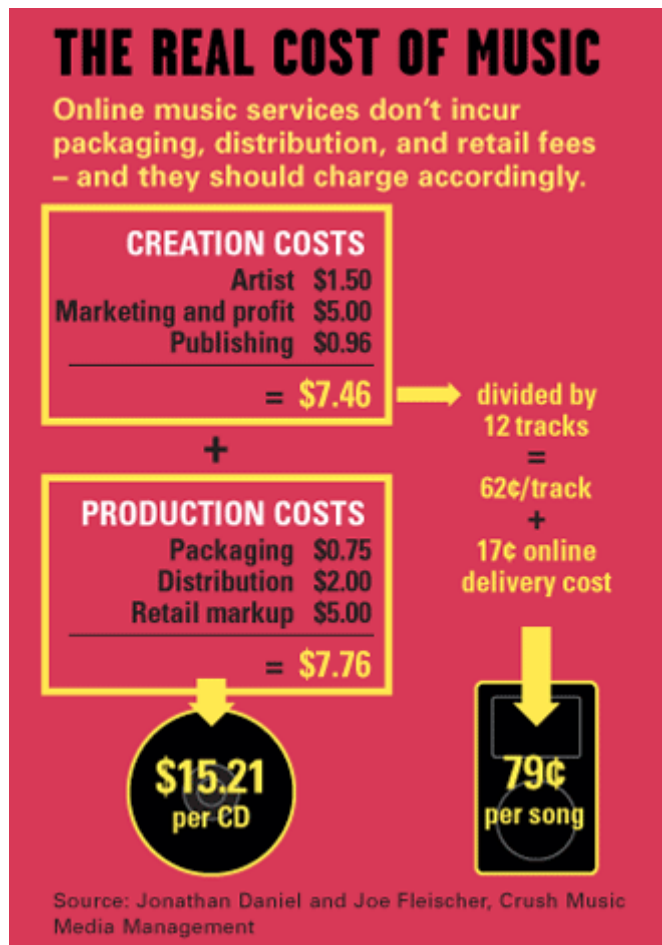 THE REAL COST OF MUSIC
Online music services don't incur
packaging, distribution, and retail fees
– and they should charge accordingly.
CREATION COSTS
Artist $1.50
Marketing and profit $5.00
Publishing $0.96
= $7.46
+
PRODUCTION COSTS
Packaging $0.75
Distribution $2.00
Retail markup $5.00
= $7.76
$15.21
per CD
divided by
12 tracks
=
62¢/track
+
17¢ online
delivery cost
79¢
per song
Source: Jonathan Daniel and Joe Fleischer, Crush Music
Media Management